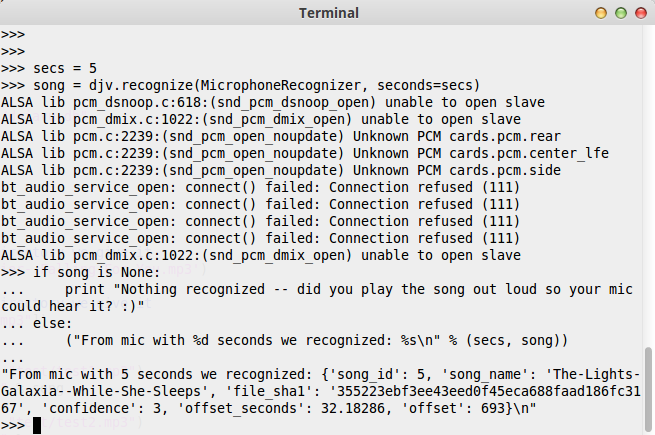 Terminal
>>>
>>>
>>> secs = 5
>>> song = djv.recognize(MicrophoneRecognizer, seconds=secs)
ALSA lib pcm_dsnoop.c:618:(snd_pcm_dsnoop_open) unable to open slave
ALSA lib pcm_dmix.c:1022:(snd_pcm_dmix_open) unable to open slave
ALSA lib pcm.c:2239:(snd_pcm_open_noupdate) Unknown PCM cards.pcm.rear
ALSA lib pcm.c:2239:(snd_pcm_open_noupdate) Unknown PCM cards.pcm.center_lfe
ALSA lib pcm.c:2239:(snd_pcm_open_noupdate) Unknown PCM cards.pcm.side
bt_audio_service_open: connect() failed: Connection refused (111)
bt_audio_service_open: connect() failed: Connection refused (111)
bt_audio_service_open: connect() failed: Connection refused (111)
bt_audio_service_open: connect() failed: Connection refused (111)
ALSA lib pcm_dmix.c:1022:(snd_pcm_dmix_open) unable to open slave
>>> if song is None:
...     print "Nothing recognized -- did you play the song out loud so your mic
could hear it? :)"
... else:
...     ("From mic with %d seconds we recognized: %s\n" % (secs, song))
...
"From mic with 5 seconds we recognized: {'song_id': 5, 'song_name': 'The-Lights-
Galaxia--While-She-Sleeps', 'file_sha1': '355223ebf3ee43eed0f45eca688faad186fc31
67', 'confidence': 3, 'offset_seconds': 32.18286, 'offset': 693}\n"
>>>